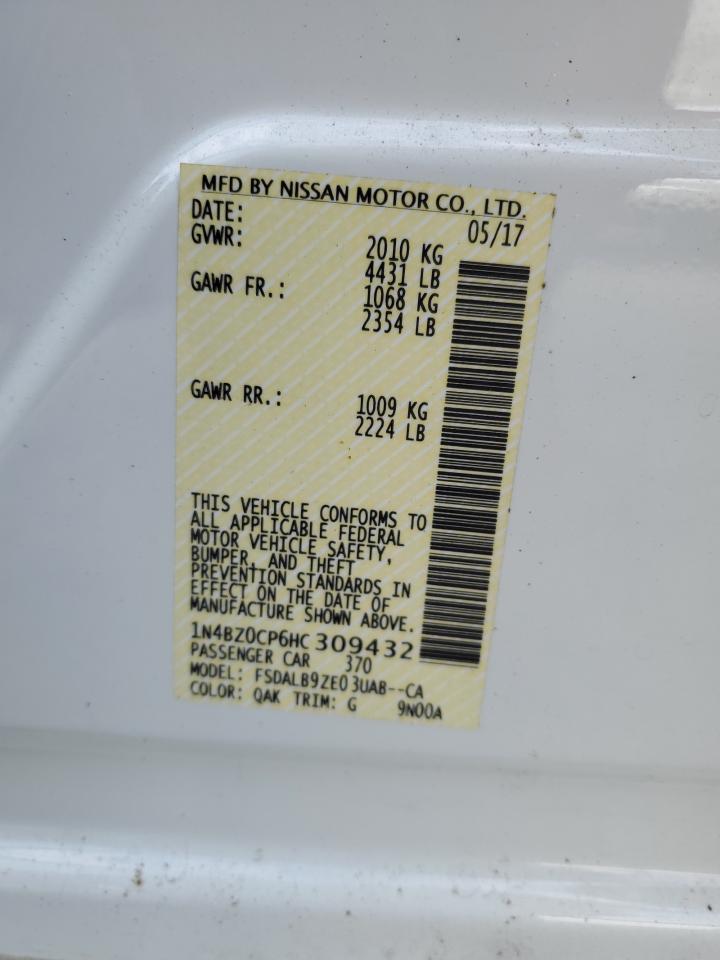 MFD BY NISSAN MOTOR CO., LTD.
DATE: 05/17
GVWR: 2010 KG
4431 LB
GAWR FR.: 1068 KG
2354 LB
GAWR RR.: 1009 KG
2224 LB
THIS VEHICLE CONFORMS TO
ALL APPLICABLE FEDERAL
MOTOR VEHICLE SAFETY,
BUMPER, AND THEFT
PREVENTION STANDARDS IN
EFFECT ON THE DATE OF
MANUFACTURE SHOWN ABOVE.
1N4BZ0CP6HC 309432
PASSENGER CAR 370
MODEL: FSDALB9ZE03UAB--CA
COLOR: QAK TRIM: G 9N00A